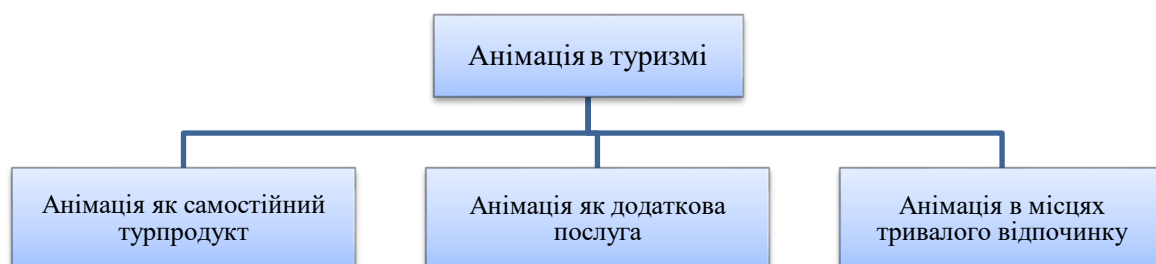 Анімація в туризмі
Анімація як самостійний
турпродукт
Анімація як додаткова
послуга
Анімація в місцях
тривалого відпочинку